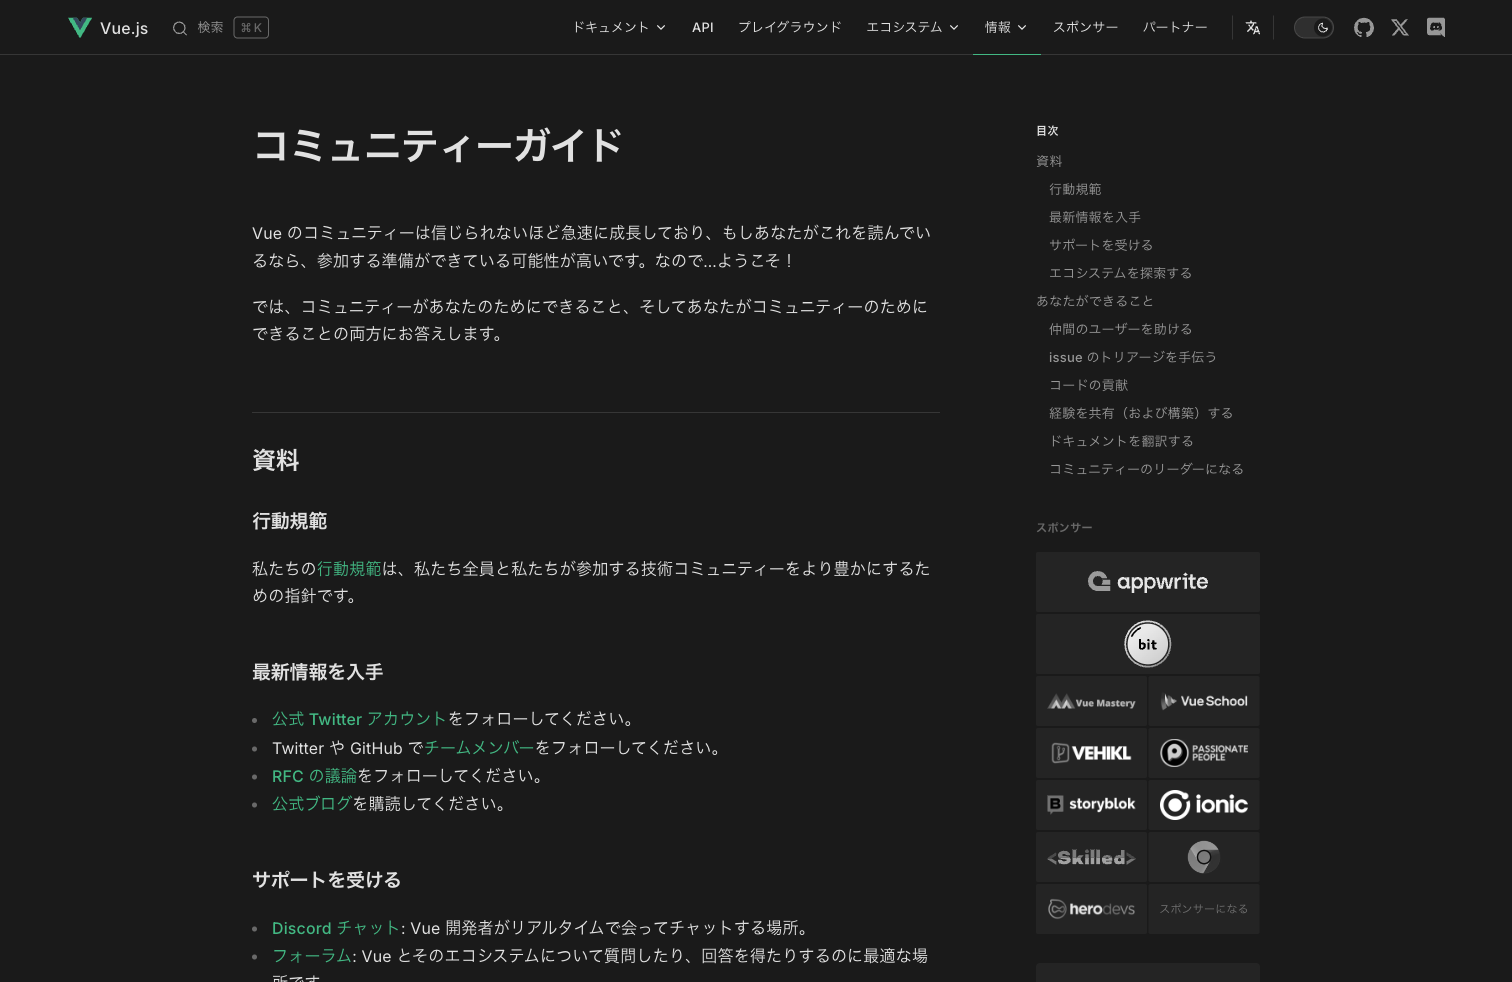 Vue.js
検索
⌘ K
ドキュメント
API
プレイグラウンド
エコシステム
情報
スポンサー
パートナー
コミュニティーガイド
Vue のコミュニティーは信じられないほど急速に成長しており、もしあなたがこれを読んでい
るなら、参加する準備ができている可能性が高いです。なので...ようこそ！
では、コミュニティーがあなたのためにできること、そしてあなたがコミュニティーのために
できることの両方にお答えします。
資料
行動規範
私たちの行動規範は、私たち全員と私たちが参加する技術コミュニティーをより豊かにするた
めの指針です。
最新情報を入手
公式 Twitter アカウントをフォローしてください。
Twitter や GitHub でチームメンバーをフォローしてください。
RFC の議論をフォローしてください。
公式ブログを購読してください。
サポートを受ける
Discord チャット: Vue 開発者がリアルタイムで会ってチャットする場所。
フォーラム: Vue とそのエコシステムについて質問したり、回答を得たりするのに最適な場
所です。
目次
資料
行動規範
最新情報を入手
サポートを受ける
エコシステムを探索する
あなたができること
仲間のユーザーを助ける
issue のトリアージを手伝う
コードの貢献
経験を共有（および構築）する
ドキュメントを翻訳する
コミュニティーのリーダーになる
スポンサー
appwrite
bit
Vue Mastery
Vue School
VEHIKL
PASSIONATE
PEOPLE
storyblok
ionic
<Skilled>
herodevs
スポンサーになる